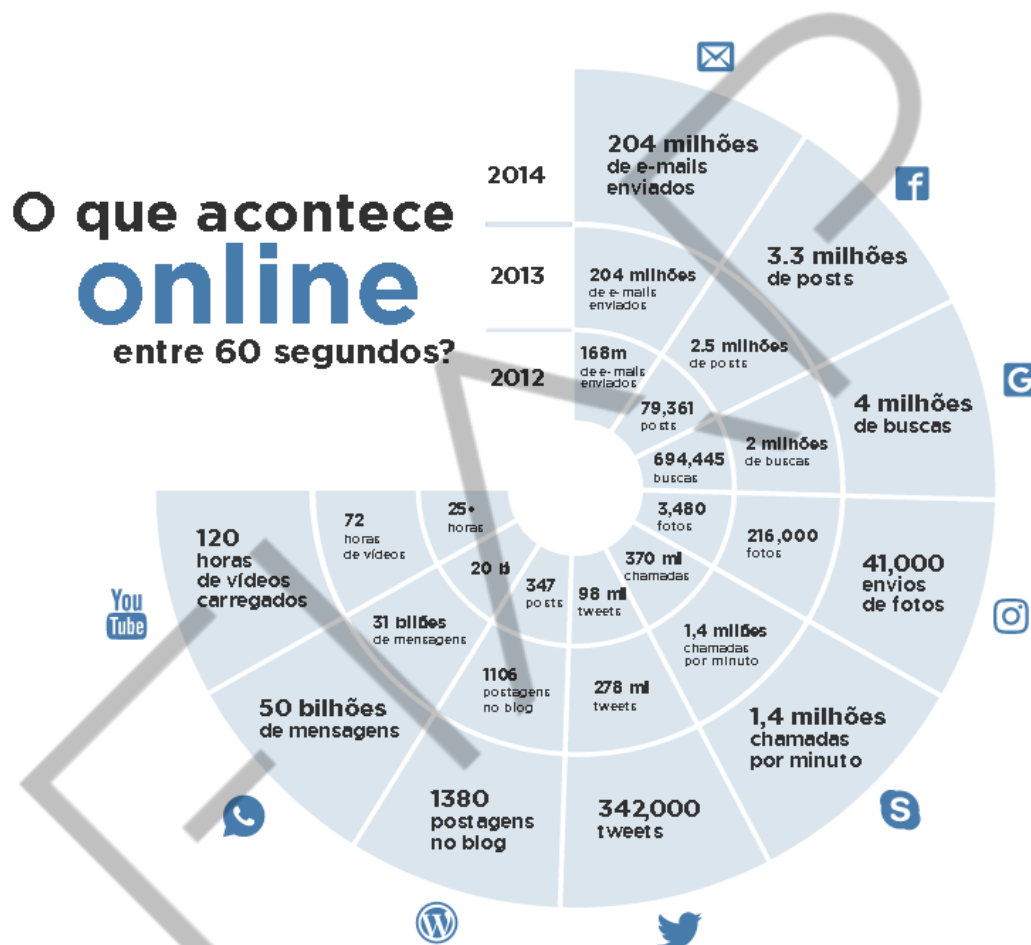 O que acontece
online
entre 60 segundos?
2014
2013
2012
204 milhões
de e-mails
enviados
204 milhões
de e-mails
enviados
168m
de e-mails
enviados
3.3 milhões
de posts
2.5 milhões
de posts
79,361
posts
4 milhões
de buscas
2 milhões
de buscas
694,445
buscas
41,000
envios
de fotos
216,000
fotos
3,480
fotos
1,4 milhões
chamadas
por minuto
1,4 milhões
chamadas
por minuto
370 mil
chamadas
342,000
tweets
278 mil
tweets
98 mil
tweets
1380
postagens
no blog
1106
postagens
no blog
347
posts
50 bilhões
de mensagens
31 bilhões
de mensagens
20 bi
120
horas
de vídeos
carregados
72
horas
de vídeos
25+
horas
You
Tube
f
G
S
W